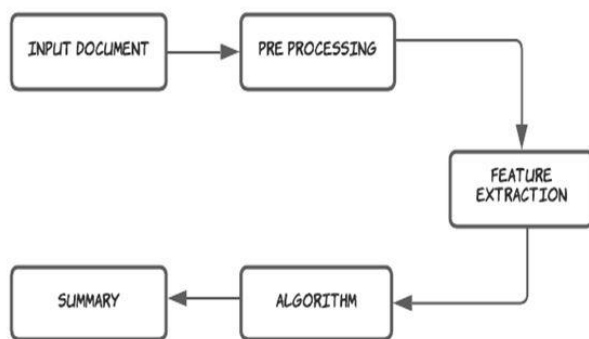 INPUT DOCUMENT
PRE PROCESSING
FEATURE
EXTRACTION
ALGORITHM
SUMMARY